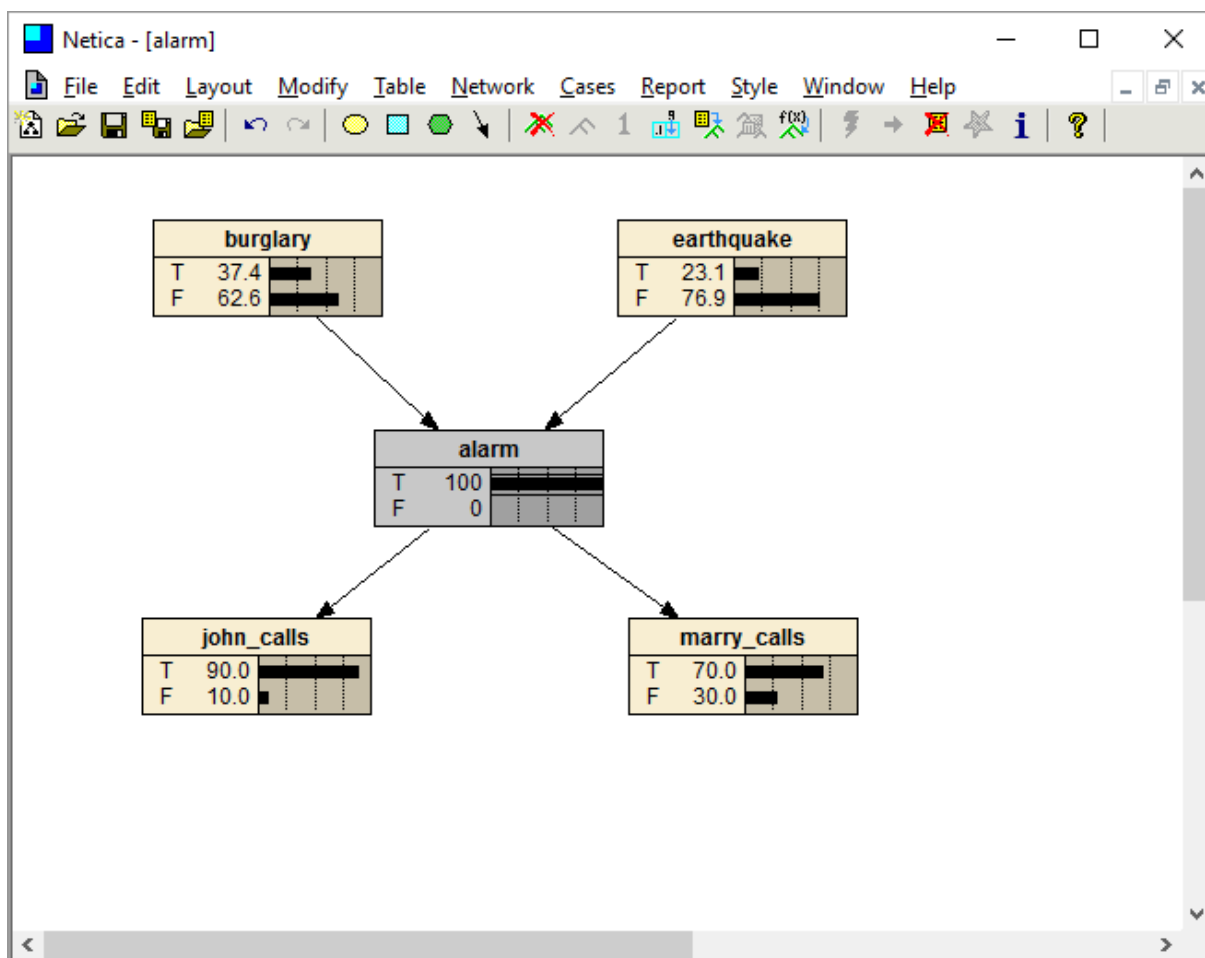 Netica - [alarm]
File Edit Layout Modify Table Network Cases Report Style Window Help
1 f(x) i ?
burglary
T 37.4
F 62.6
earthquake
T 23.1
F 76.9
alarm
T 100
F 0
john_calls
T 90.0
F 10.0
marry_calls
T 70.0
F 30.0